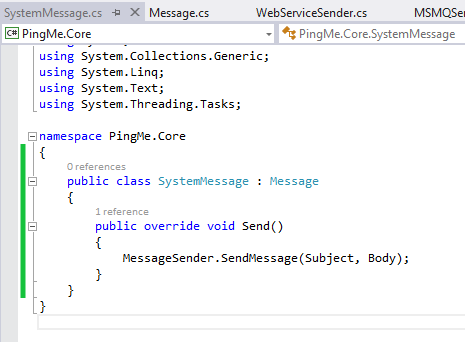 SystemMessage.cs
Message.cs
WebServiceSender.cs
MSMQSe
C# PingMe.Core
PingMe.Core.SystemMessage
using System.Collections.Generic;
using System.Linq;
using System.Text;
using System.Threading.Tasks;
namespace PingMe.Core
{
0 references
public class SystemMessage : Message
{
1 reference
public override void Send()
{
MessageSender.SendMessage(Subject, Body);
}
}
}